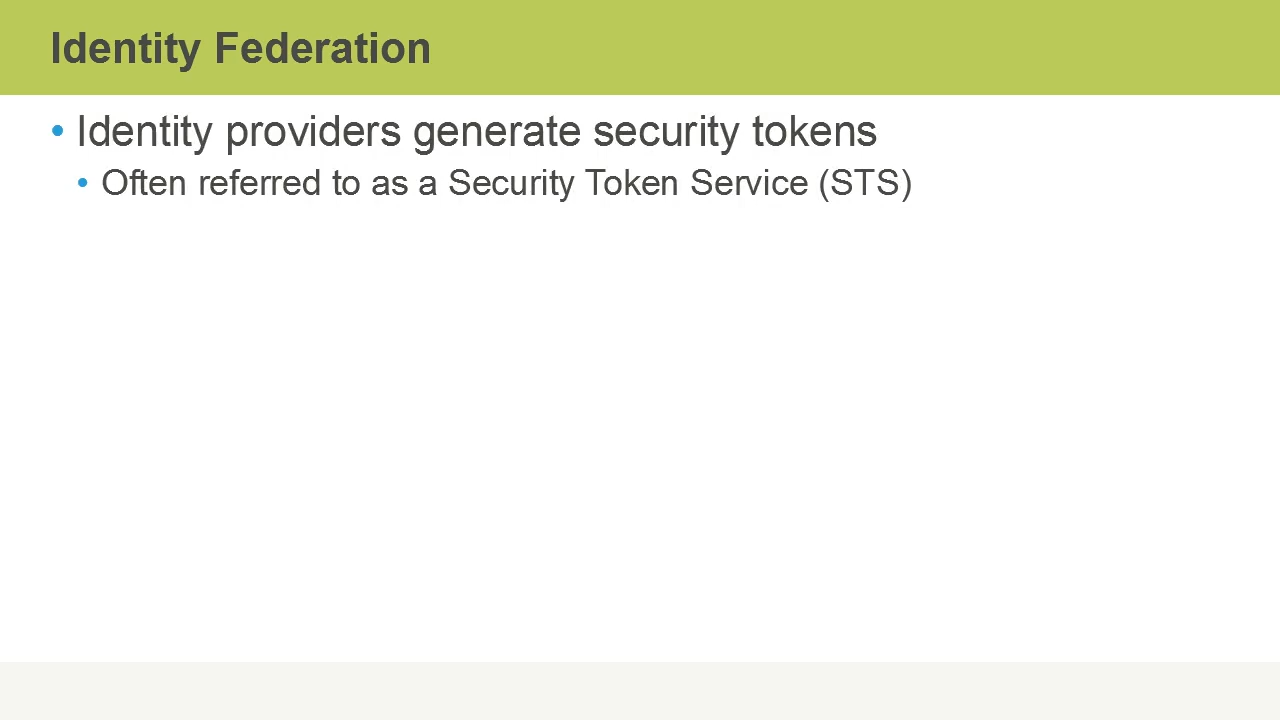 Identity Federation
• Identity providers generate security tokens
• Often referred to as a Security Token Service (STS)